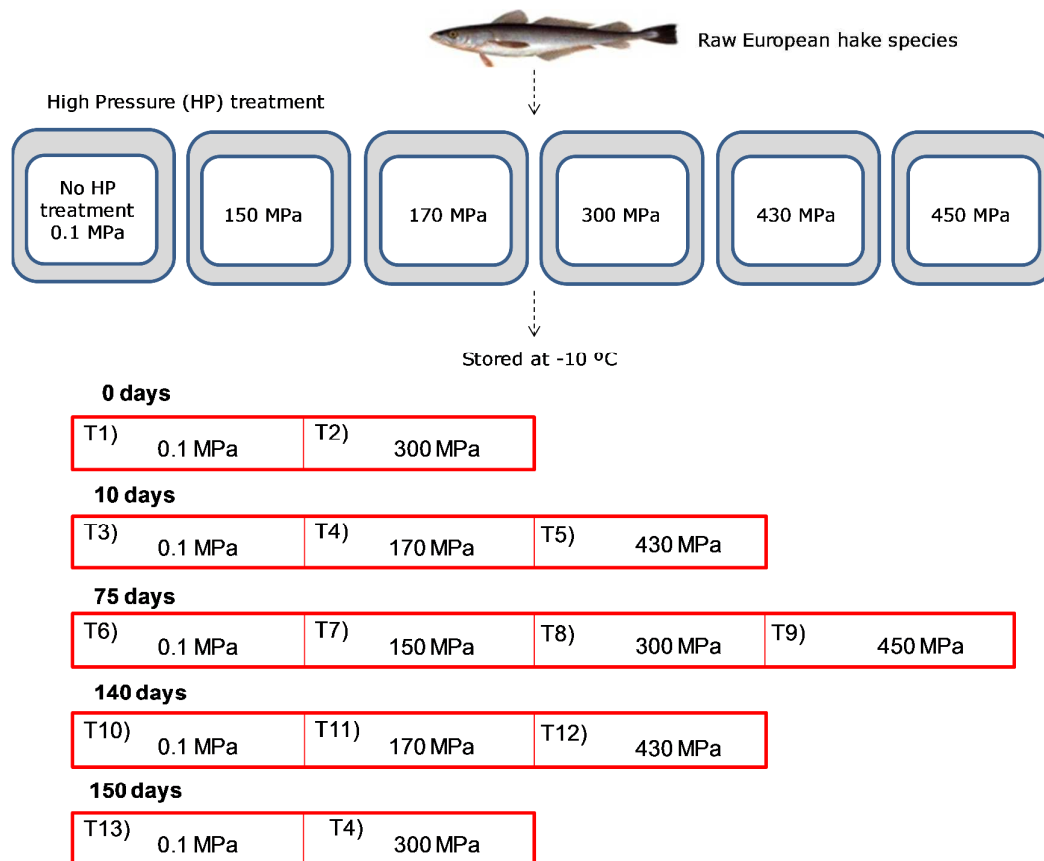 Raw European hake species
High Pressure (HP) treatment
No HP
treatment
0.1 MPa
150 MPa
170 MPa
300 MPa
430 MPa
450 MPa
Stored at -10 ºC
0 days
T1) 0.1 MPa T2) 300 MPa
10 days
T3) 0.1 MPa T4) 170 MPa T5) 430 MPa
75 days
T6) 0.1 MPa T7) 150 MPa T8) 300 MPa T9) 450 MPa
140 days
T10) 0.1 MPa T11) 170 MPa T12) 430 MPa
150 days
T13) 0.1 MPa T4) 300 MPa